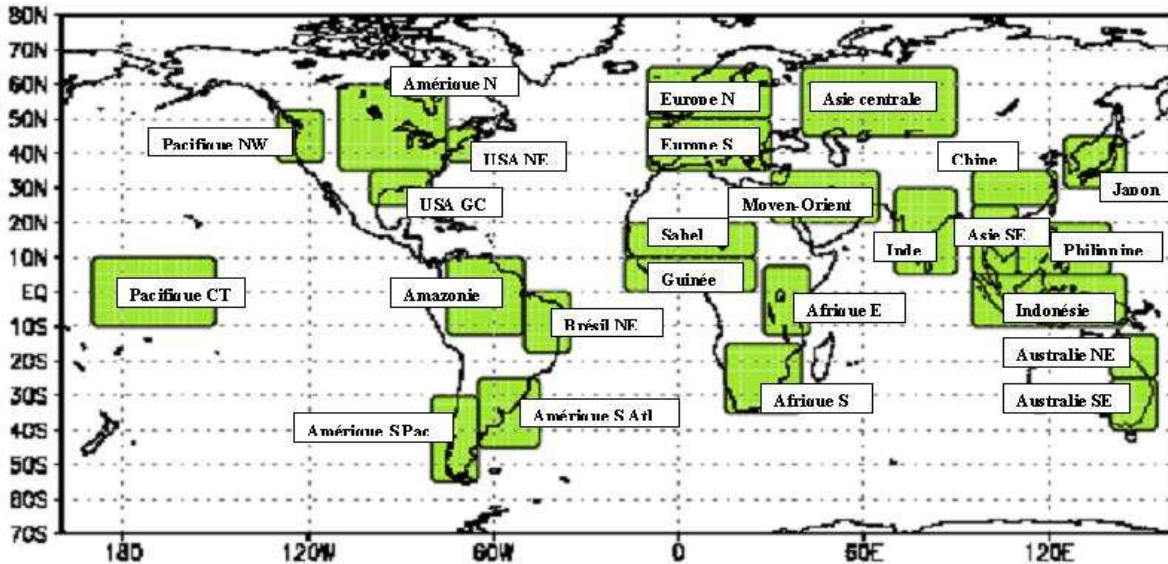 80N
70N
60N
50N
40N
30N
20N
10N
EQ
10S
20S
30S
40S
50S
60S
70S
Amérique N
Europe N
Asie centrale
Pacifique NW
USA NE
Europe S
Chine
Japon
USA GC
Moyen-Orient
Sahel
Inde
Asie SE
Philippine
Pacifique CT
Amazonie
Guinée
Brésil NE
Afrique E
Indonésie
Australie NE
Amérique S Pac
Amérique S Atl
Afrique S
Australie SE
180
120W
60W
0
60E
120E